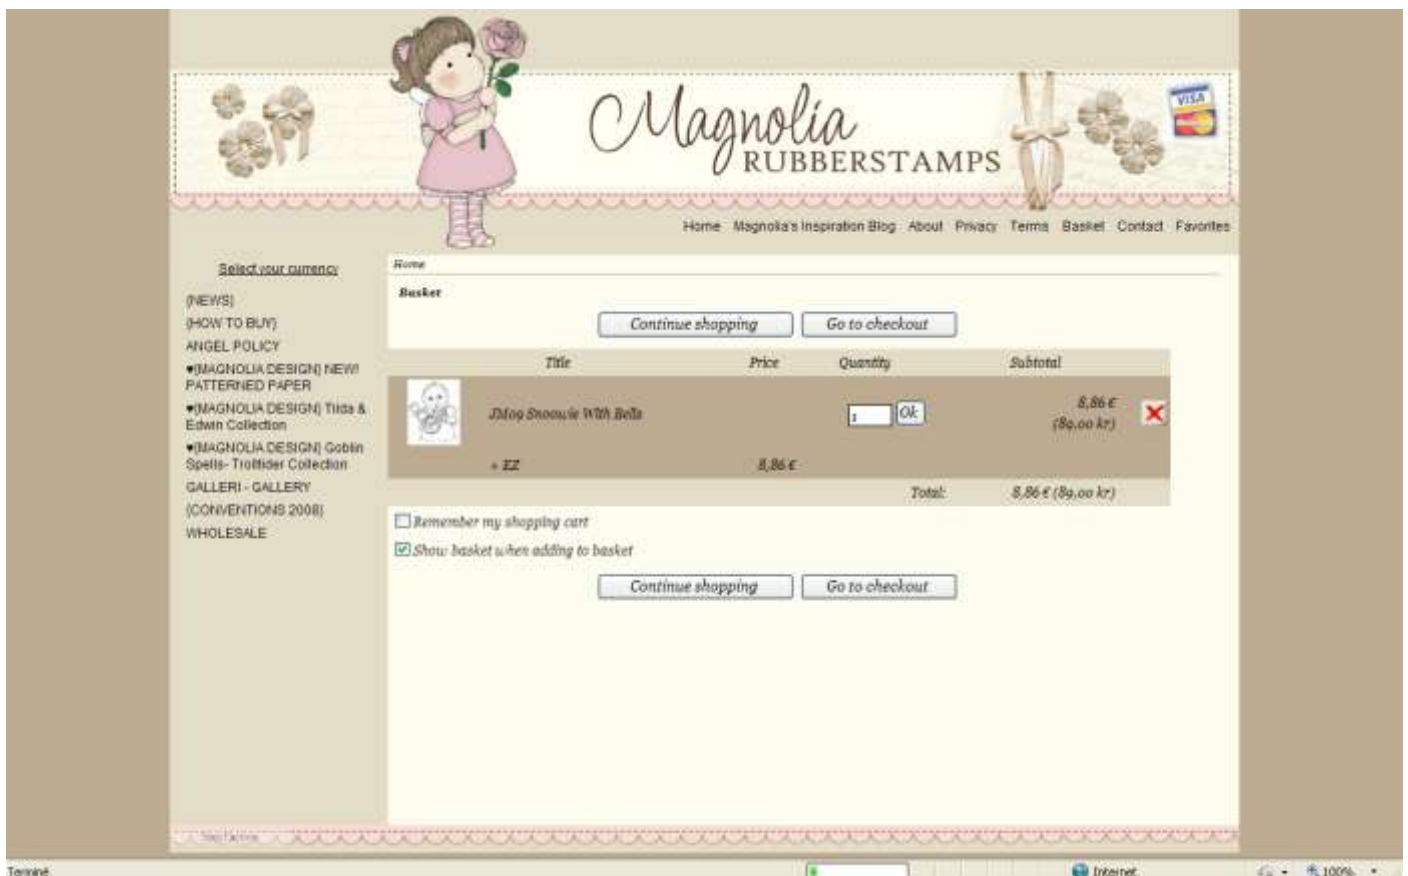 VISA
Magnolia
RUBBERSTAMPS
Home Magnolia's Inspiration Blog About Privacy Terms Basket Contact Favorites
Select your currency
Home
{NEWS}
Basket
{HOW TO BUY}
Continue shopping Go to checkout
ANGEL POLICY
♥{MAGNOLIA DESIGN} NEW!
PATTERNED PAPER
♥{MAGNOLIA DESIGN} Tilda &
Edwin Collection
♥{MAGNOLIA DESIGN} Goblin
Spells- Trollfider Collection
GALLERI - GALLERY
{CONVENTIONS 2008}
WHOLESALE
Title Price Quantity Subtotal
JM09 Snoowie With Bells 1 Ok 8,86 €
(89,00 kr)
+ EZ 8,86 €
Total: 8,86 € (89,00 kr)
Remember my shopping cart
Show basket when adding to basket
Continue shopping Go to checkout
Terminé Internet 100%